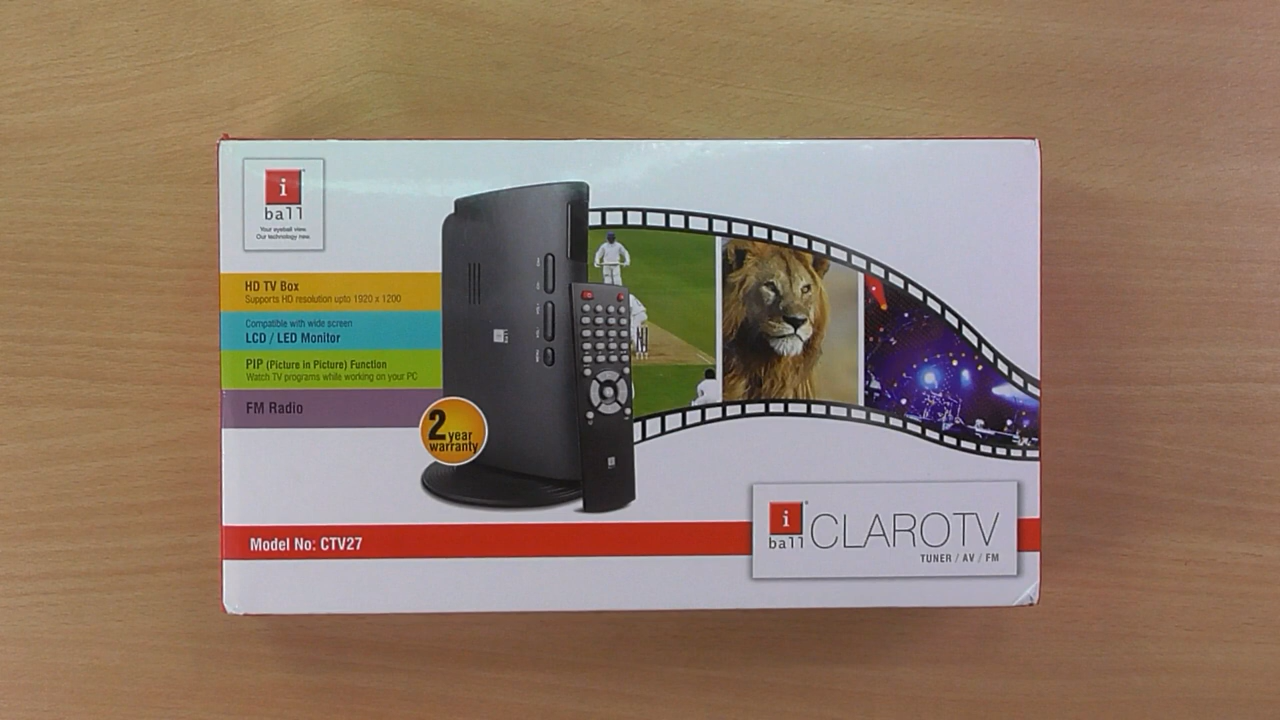 i
ball
Your eyeball view.
Our technology new.
HD TV Box
Supports HD resolution upto 1920 x 1200
Compatible with wide screen
LCD / LED Monitor
PIP (Picture in Picture) Function
Watch TV programs while working on your PC
FM Radio
2 year
warranty
Model No: CTV27
i
ball
CLAROTV
TUNER / AV / FM